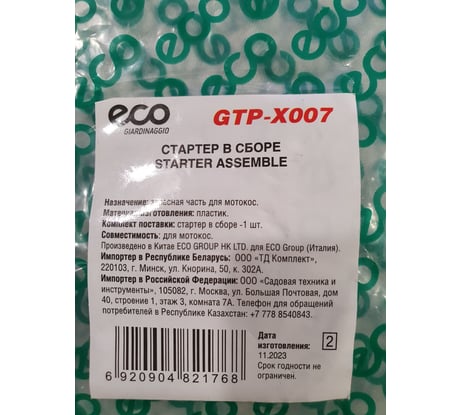 eco
GIARDINAGGIO
GTP-X007
СТАРТЕР В СБОРЕ
STARTER ASSEMBLE
Назначение: запасная часть для мотокос.
Материал изготовления: пластик.
Комплект поставки: стартер в сборе -1 шт.
Совместимость: для мотокос.
Произведено в Китае ECO GROUP HK LTD. для ECO Group (Италия).
Импортер в Республике Беларусь: ООО «ТД Комплект»,
220103, г. Минск, ул. Кнорина, 50, к. 302А.
Импортер в Российской Федерации: ООО «Садовая техника и
инструменты», 105082, г. Москва, ул. Большая Почтовая, дом
40, строение 1, этаж 3, комната 7А. Телефон для обращений
потребителей в Республике Казахстан: +7 778 8540843.
Дата
изготовления:
11.2023
2
Срок годности не
ограничен.
6 920904 821768